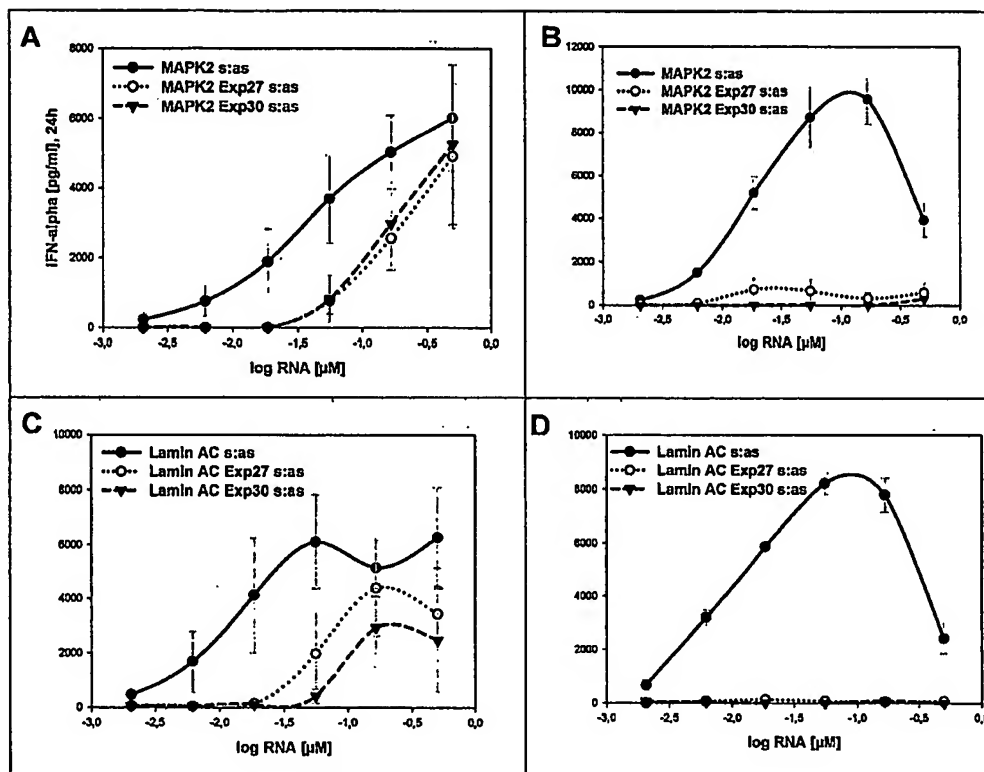 A
8000
6000
4000
2000
0
IFN-alpha [pg/ml], 24h
MAPK2 s:as
MAPK2 Exp27 s:as
MAPK2 Exp30 s:as
-3,0 -2,5 -2,0 -1,5 -1,0 -0,5 0,0
log RNA [µM]
B
12000
10000
8000
6000
4000
2000
0
MAPK2 s:as
MAPK2 Exp27 s:as
MAPK2 Exp30 s:as
-3,0 -2,5 -2,0 -1,5 -1,0 -0,5 0,0
log RNA [µM]
C
10000
8000
6000
4000
2000
0
Lamin AC s:as
Lamin AC Exp27 s:as
Lamin AC Exp30 s:as
-3,0 -2,5 -2,0 -1,5 -1,0 -0,5 0,0
log RNA [µM]
D
10000
8000
6000
4000
2000
0
Lamin AC s:as
Lamin AC Exp27 s:as
Lamin AC Exp30 s:as
-3,0 -2,5 -2,0 -1,5 -1,0 -0,5 0,0
log RNA [µM]